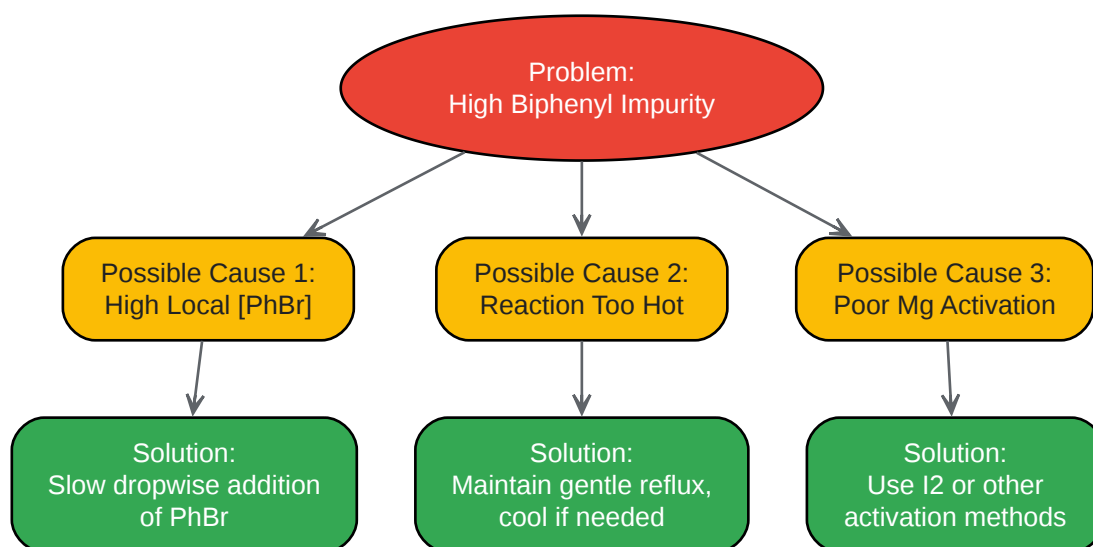 Problem:
High Biphenyl Impurity
Possible Cause 1:
High Local [PhBr]
Possible Cause 2:
Reaction Too Hot
Possible Cause 3:
Poor Mg Activation
Solution:
Slow dropwise addition
of PhBr
Solution:
Maintain gentle reflux,
cool if needed
Solution:
Use I2 or other
activation methods